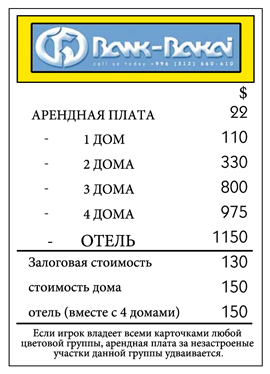 Bank-Bakai
call us today +996 (312) 660-610
$
АРЕНДНАЯ ПЛАТА 22
- 1 ДОМ 110
- 2 ДОМА 330
- 3 ДОМА 800
- 4 ДОМА 975
- ОТЕЛЬ 1150
Залоговая стоимость 130
стоимость дома 150
отель (вместе с 4 домами) 150
Если игрок владеет всеми карточками любой
цветовой группы, арендная плата за незастроеные
участки данной группы удваивается.